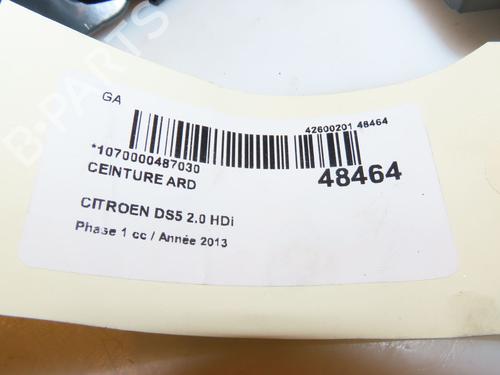 GA
42600201 48464
*1070000487030
48464
CEINTURE ARD
CITROEN DS5 2.0 HDi
Phase 1 cc / Année 2013
B-PARTS